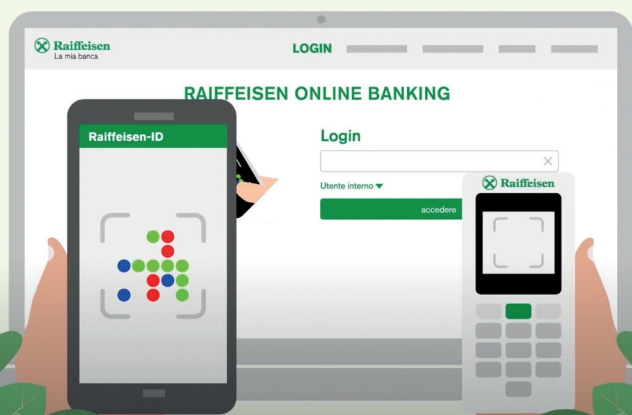 Raiffeisen
La mia banca
LOGIN
RAIFFEISEN ONLINE BANKING
Raiffeisen-ID
Login
Utente interno
accedere
Raiffeisen